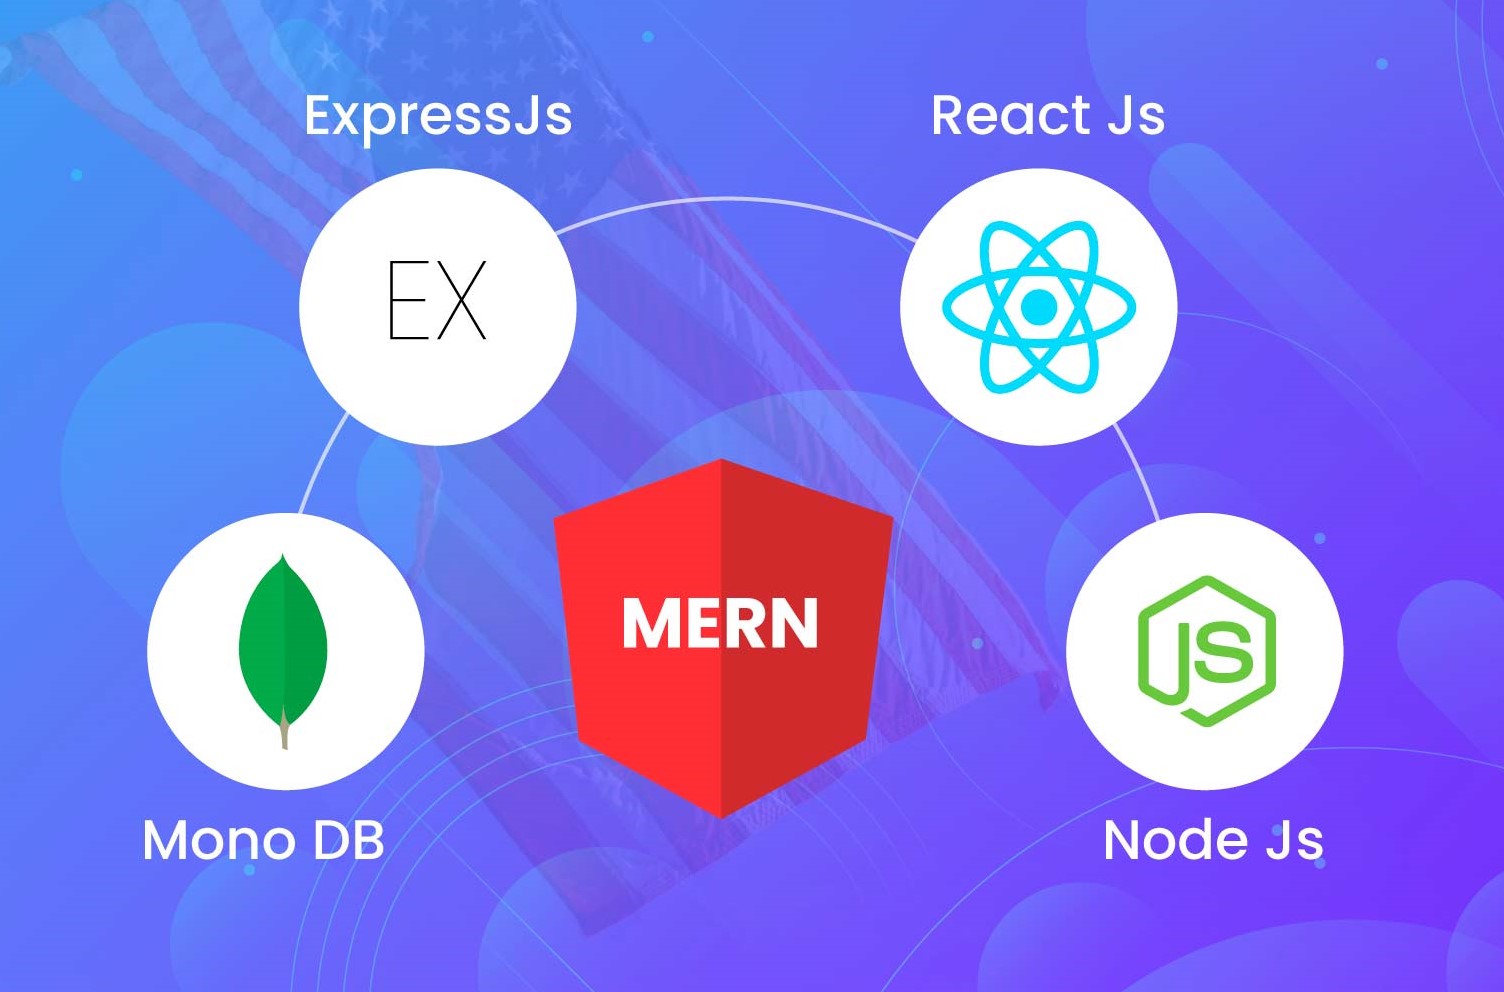 ExpressJs
React Js
EX
MERN
JS
Mono DB
Node Js